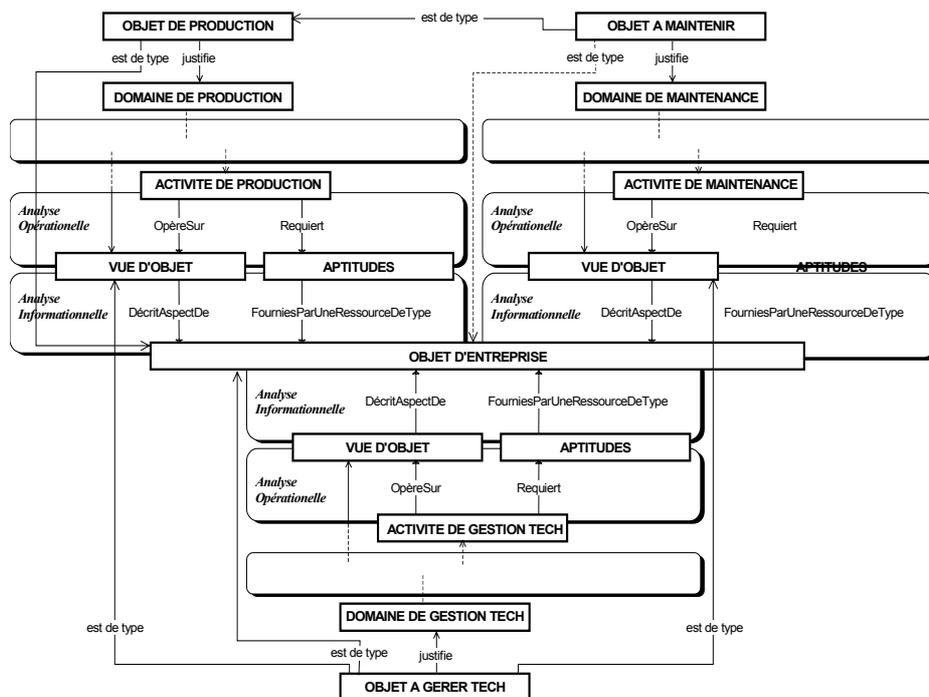 est de type
OBJET DE PRODUCTION
OBJET A MAINTENIR
est de type
justifie
est de type
justifie
DOMAINE DE PRODUCTION
DOMAINE DE MAINTENANCE
ACTIVITE DE PRODUCTION
ACTIVITE DE MAINTENANCE
Analyse
Opérationelle
OpèreSur
Requiert
Analyse
Opérationelle
OpèreSur
Requiert
VUE D'OBJET
APTITUDES
VUE D'OBJET
APTITUDES
Analyse
Informationnelle
DécritAspectDe
FourniesParUneRessourceDeType
Analyse
Informationnelle
DécritAspectDe
FourniesParUneRessourceDeType
OBJET D'ENTREPRISE
Analyse
Informationnelle
DécritAspectDe
FourniesParUneRessourceDeType
VUE D'OBJET
APTITUDES
Analyse
Opérationelle
OpèreSur
Requiert
ACTIVITE DE GESTION TECH
DOMAINE DE GESTION TECH
est de type
est de type
est de type
justifie
OBJET A GERER TECH